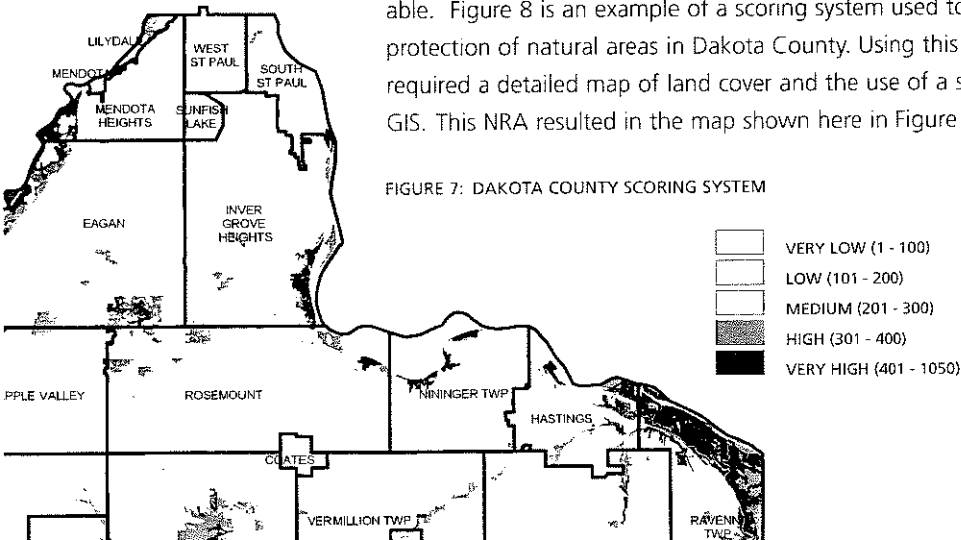 able. Figure 8 is an example of a scoring system used to
protection of natural areas in Dakota County. Using this
required a detailed map of land cover and the use of a s
GIS. This NRA resulted in the map shown here in Figure
FIGURE 7: DAKOTA COUNTY SCORING SYSTEM
VERY LOW (1 - 100)
LOW (101 - 200)
MEDIUM (201 - 300)
HIGH (301 - 400)
VERY HIGH (401 - 1050)
LILYDALE
WEST
ST PAUL
SOUTH
ST PAUL
MENDOTA
MENDOTA
HEIGHTS
SUNFISH
LAKE
EAGAN
INVER
GROVE
HEIGHTS
PPLE VALLEY
ROSEMOUNT
NININGER TWP
HASTINGS
COATES
VERMILLION TWP
RAVENN
TWP